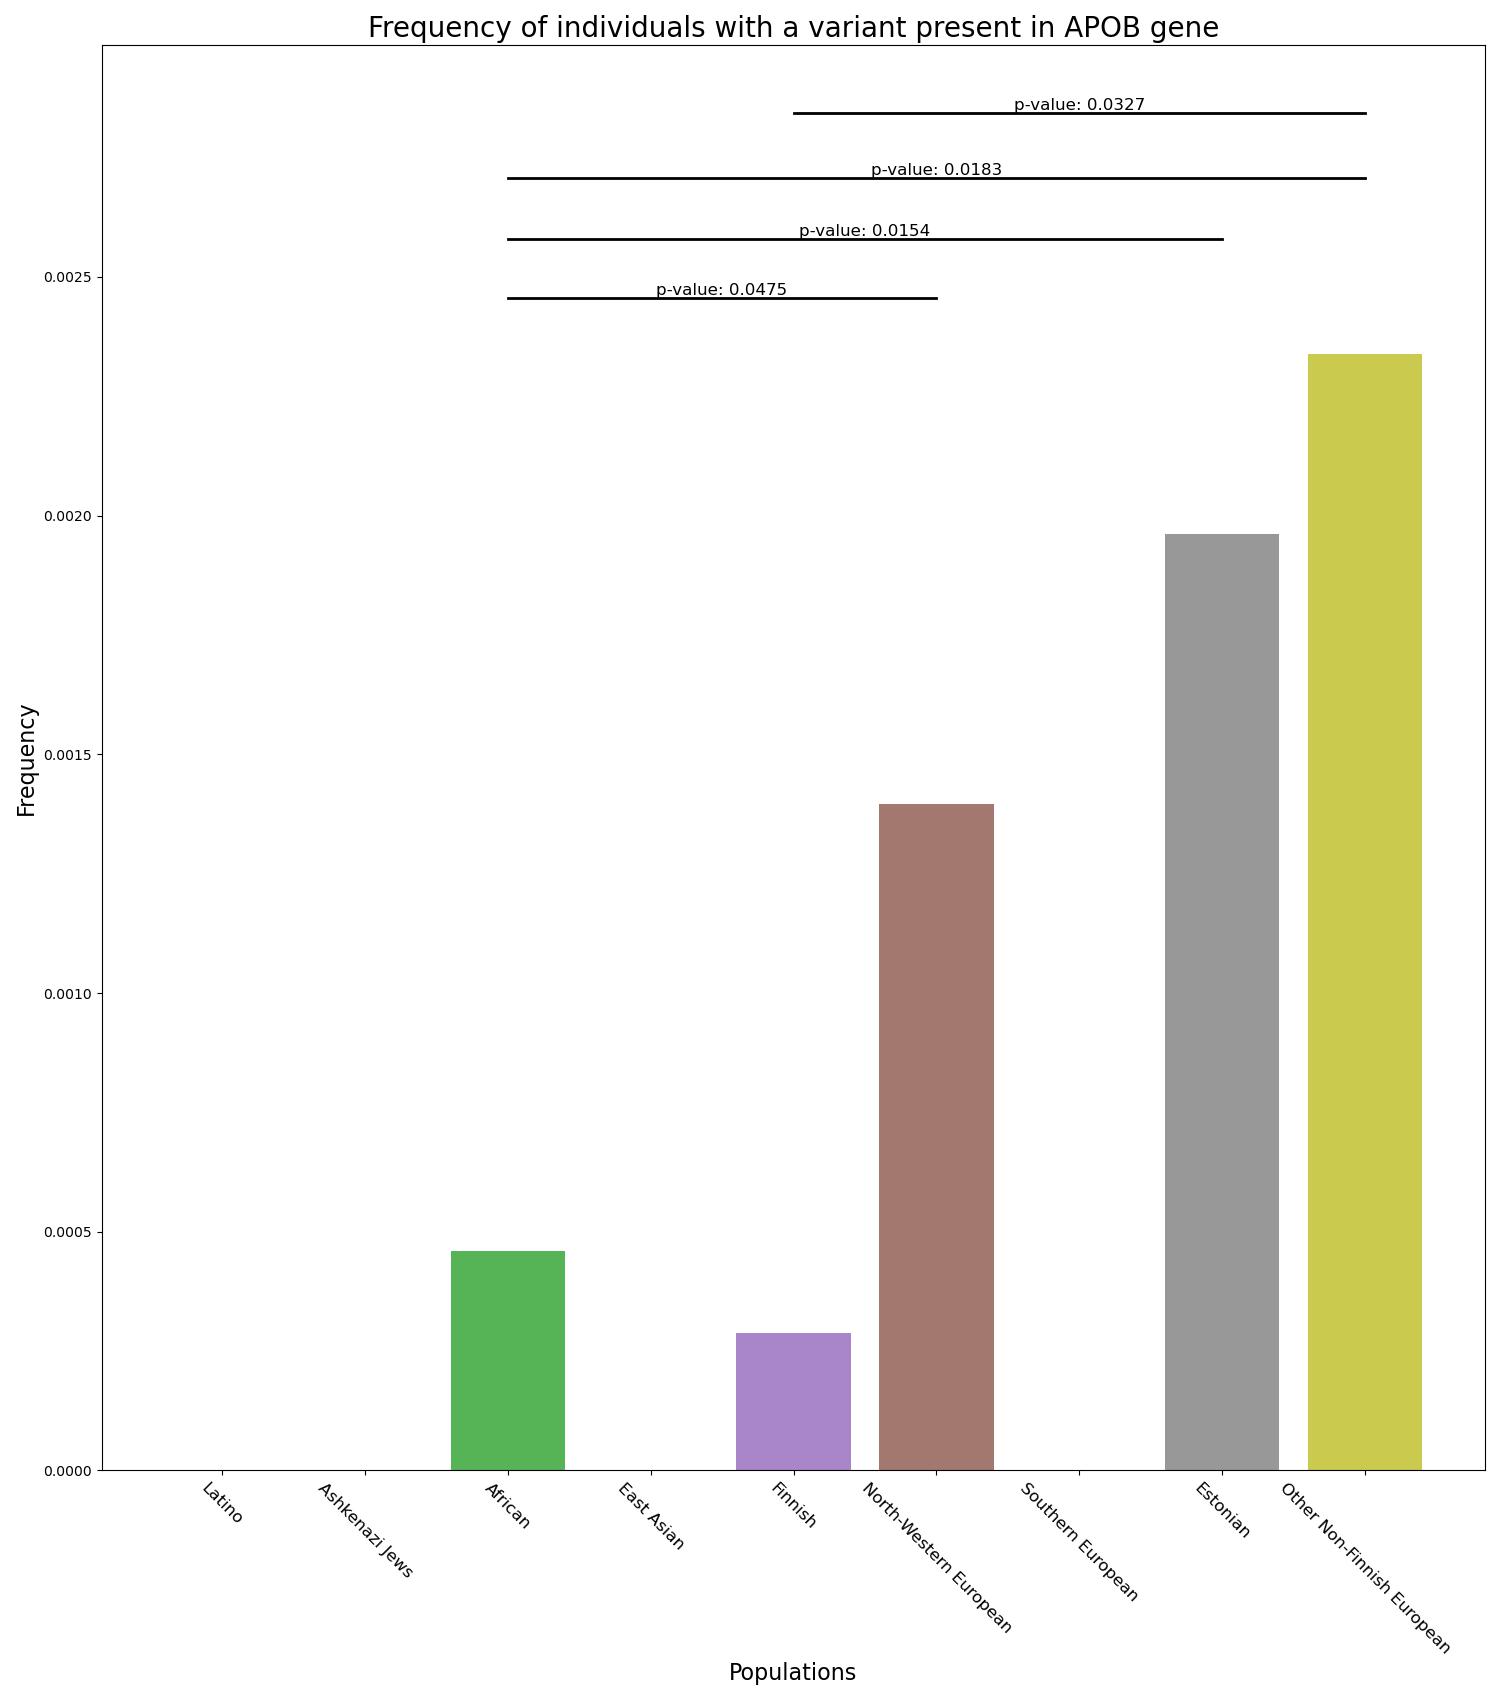 Frequency of individuals with a variant present in APOB gene
p-value: 0.0327
p-value: 0.0183
p-value: 0.0154
p-value: 0.0475
0.0025
0.0020
0.0015
0.0010
0.0005
0.0000
Frequency
Latino
Ashkenazi Jews
African
East Asian
Finnish
North-Western European
Southern European
Estonian
Other Non-Finnish European
Populations